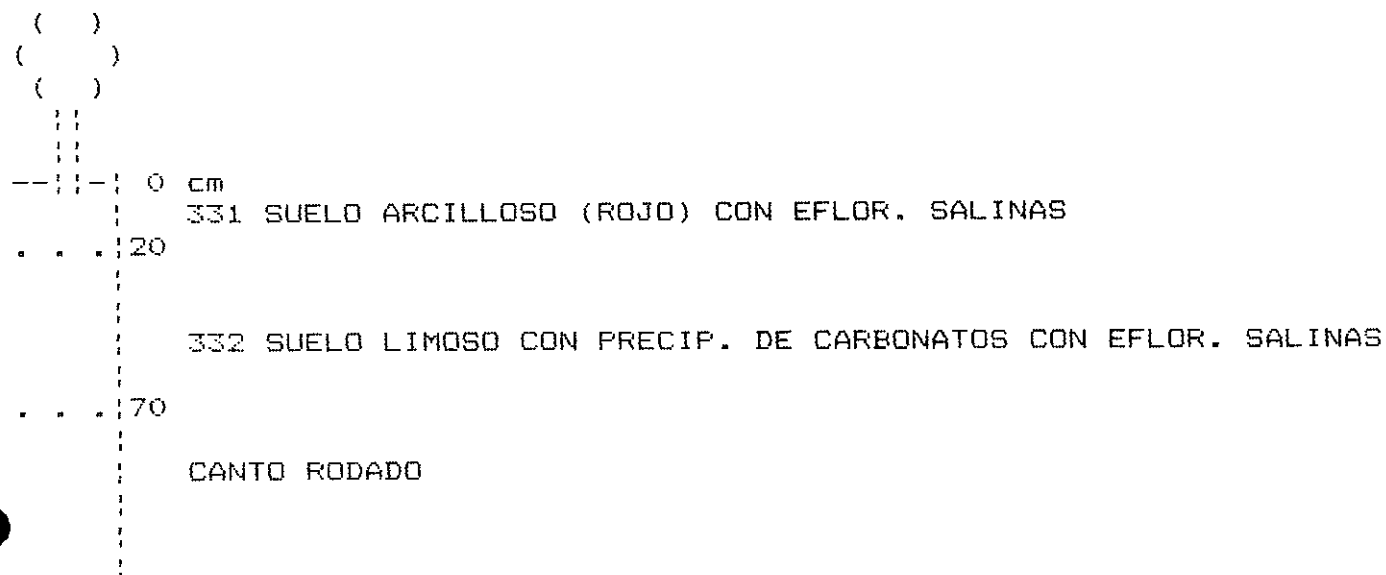 0 cm
331 SUELO ARCILLOSO (ROJO) CON EFLOR. SALINAS
20
332 SUELO LIMOSO CON PRECIP. DE CARBONATOS CON EFLOR. SALINAS
70
CANTO RODADO